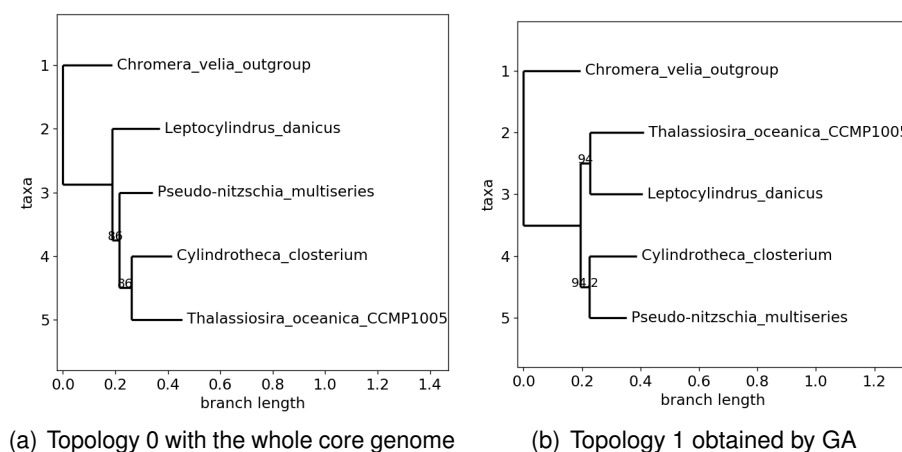 1
Chromera_velia_outgroup
2
Leptocylindrus_danicus
taxa
3
Pseudo-nitzschia_multiseries
86
4
Cylindrotheca_closterium
86
5
Thalassiosira_oceanica_CCMP1005
0.0 0.2 0.4 0.6 0.8 1.0 1.2 1.4
branch length
(a) Topology 0 with the whole core genome
1
Chromera_velia_outgroup
2
Thalassiosira_oceanica_CCMP1005
94
taxa
3
Leptocylindrus_danicus
4
Cylindrotheca_closterium
94.2
5
Pseudo-nitzschia_multiseries
0.0 0.2 0.4 0.6 0.8 1.0 1.2
branch length
(b) Topology 1 obtained by GA